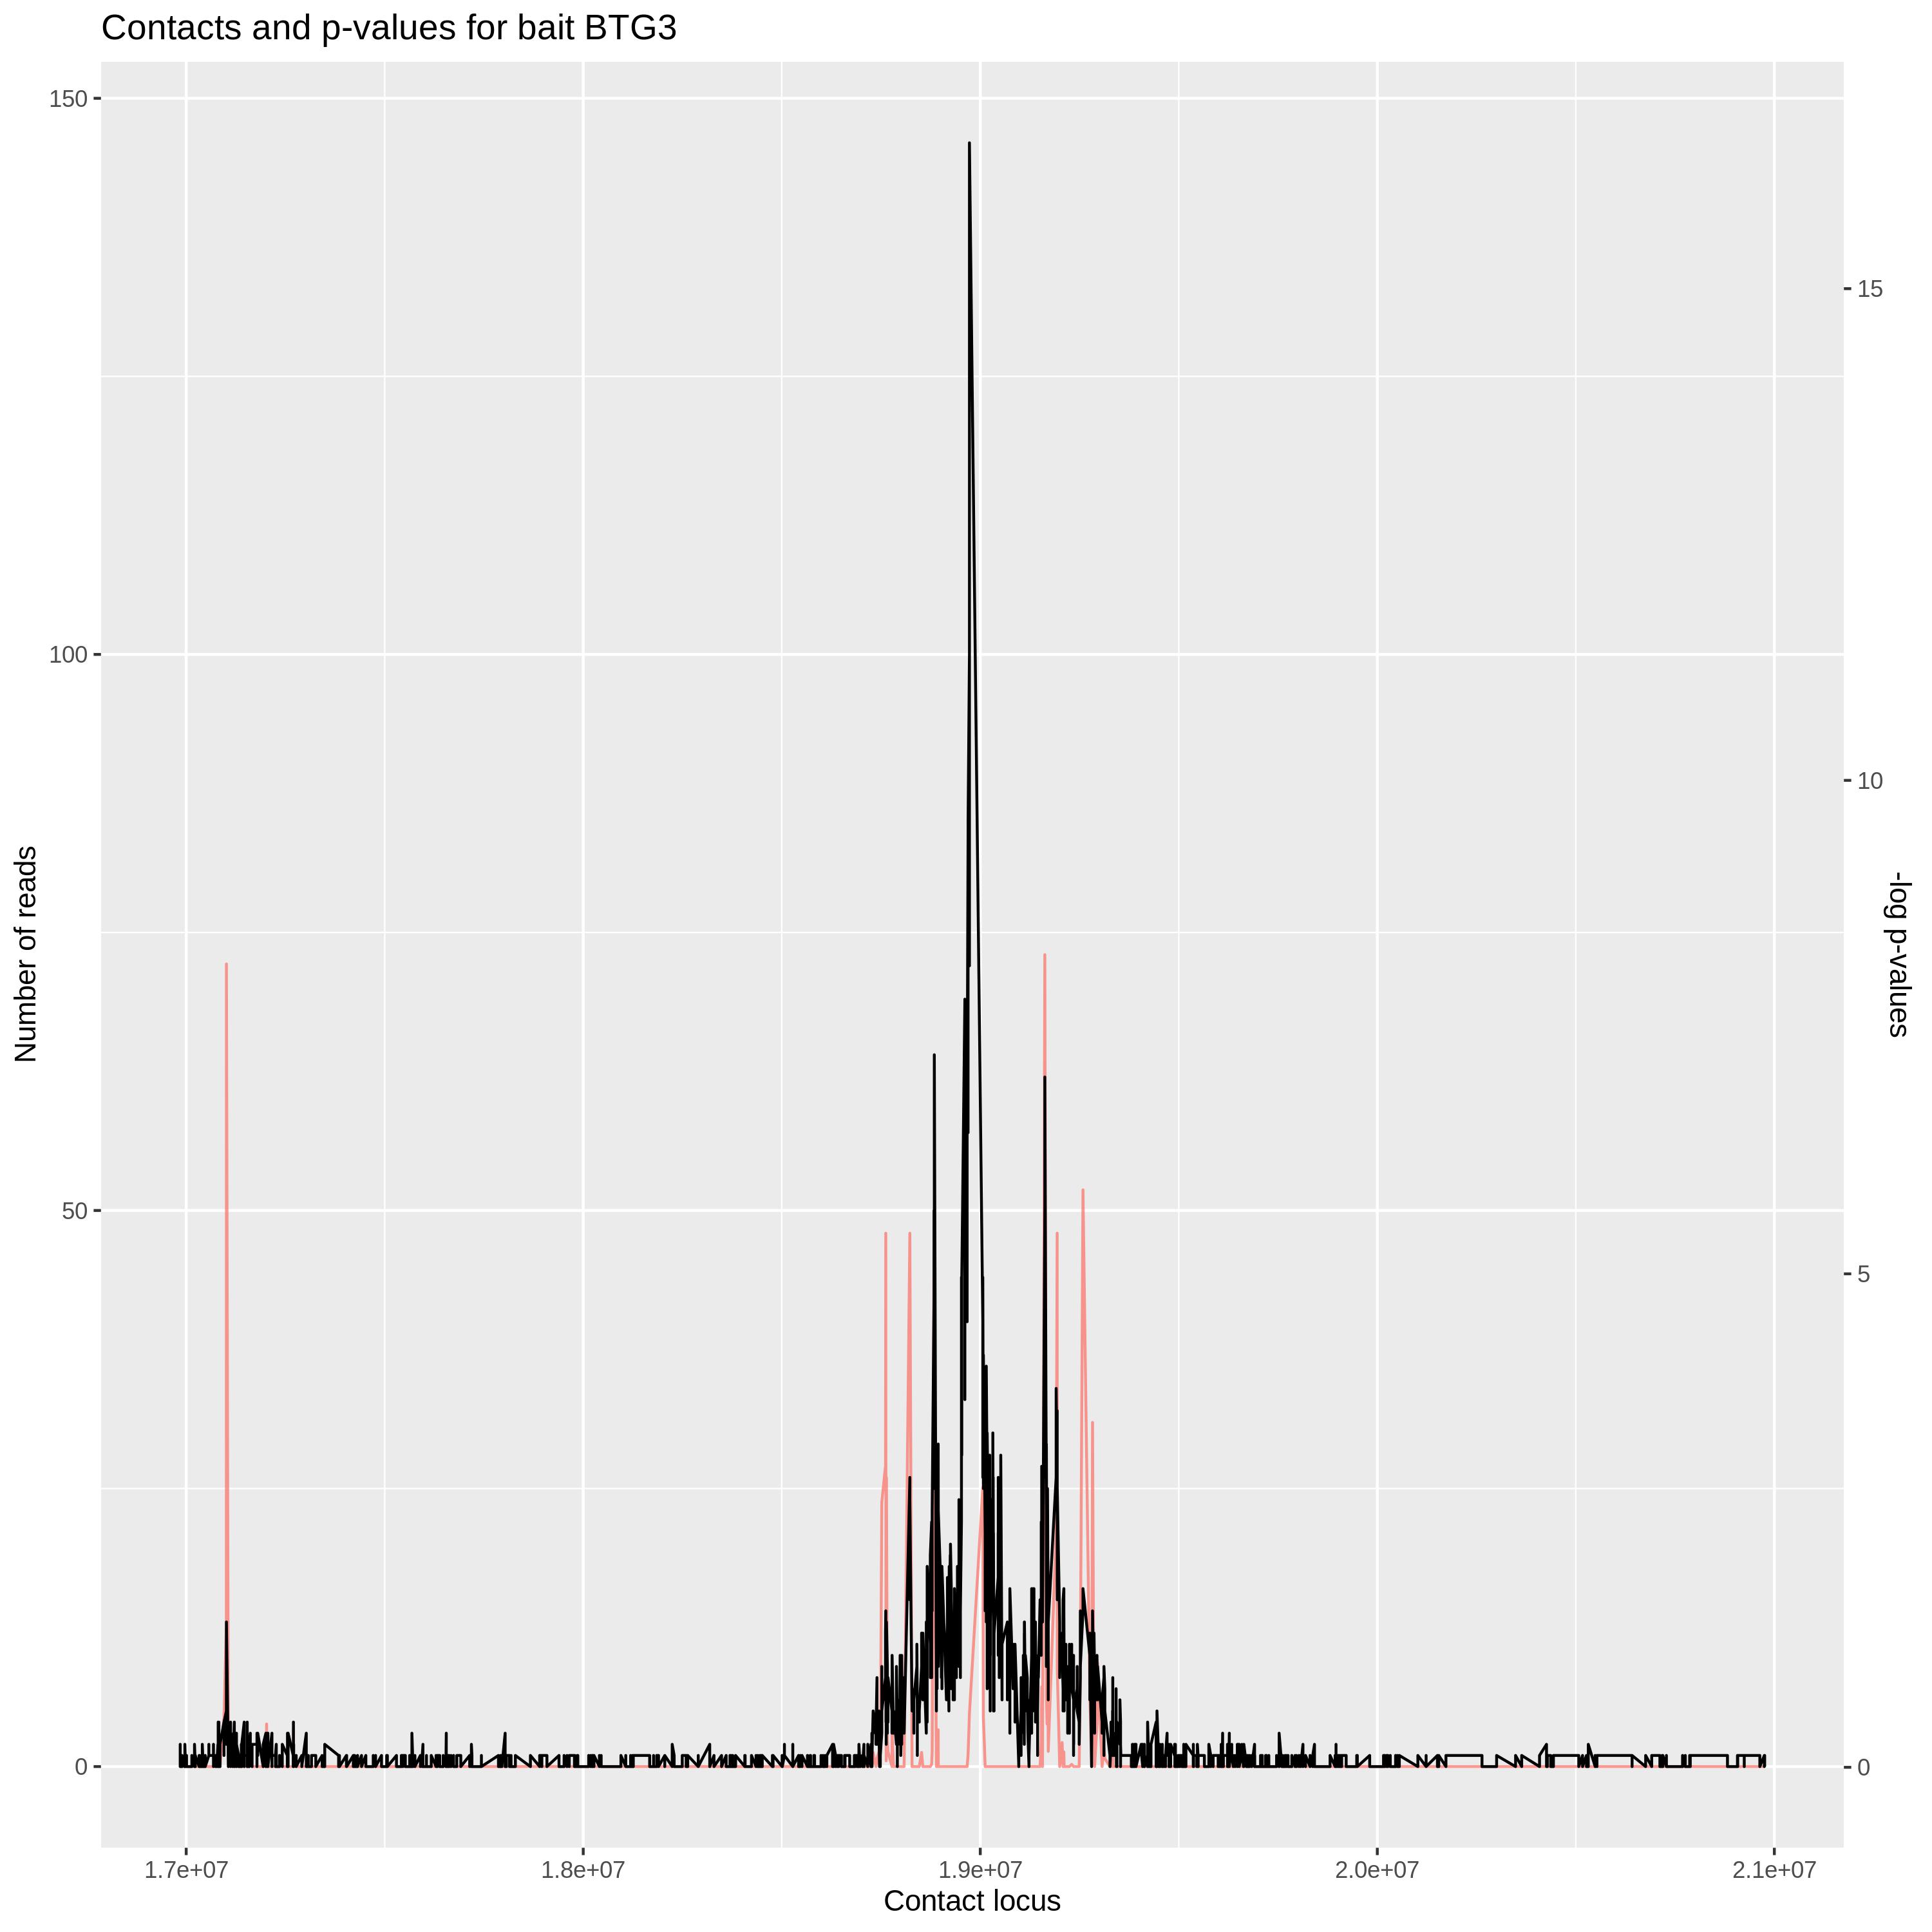 Contacts and p-values for bait BTG3
150
100
50
0
Number of reads
15
10
5
0
-log p-values
1.7e+07
1.8e+07
1.9e+07
2.0e+07
2.1e+07
Contact locus